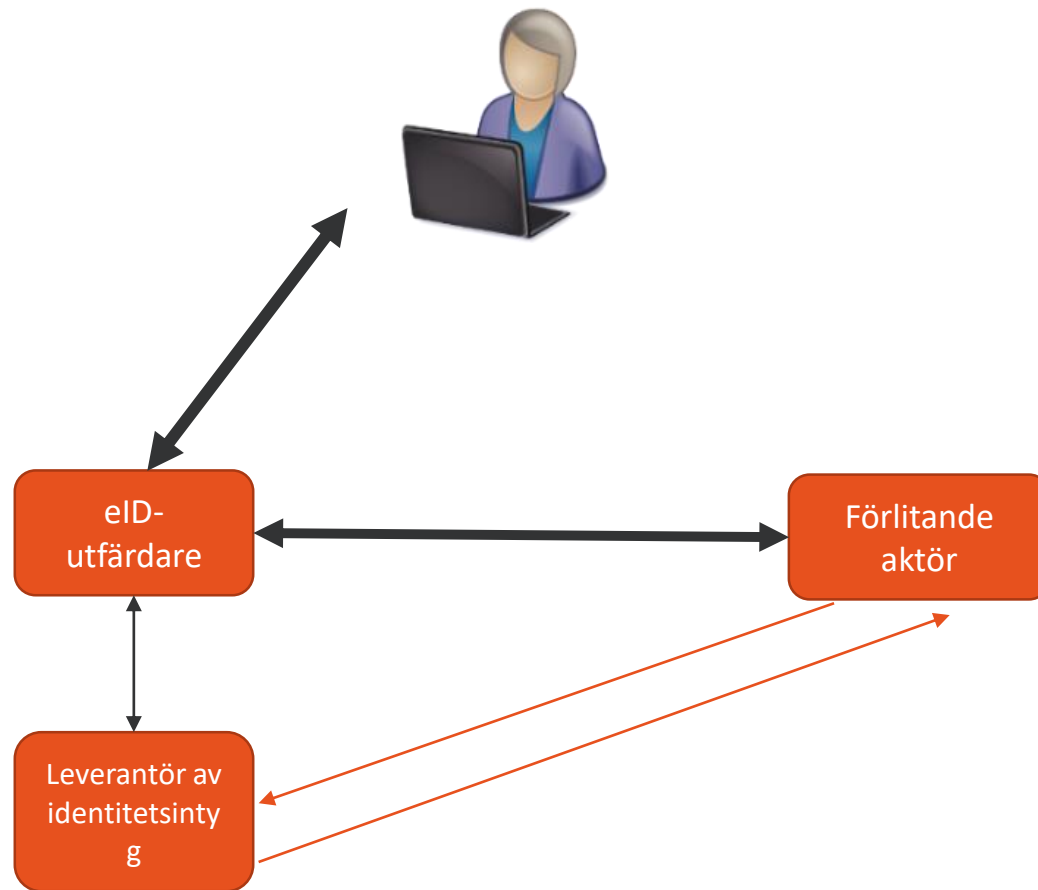 eID-
utfärdare
Förlitande
aktör
Leverantör av
identitetsinty
g